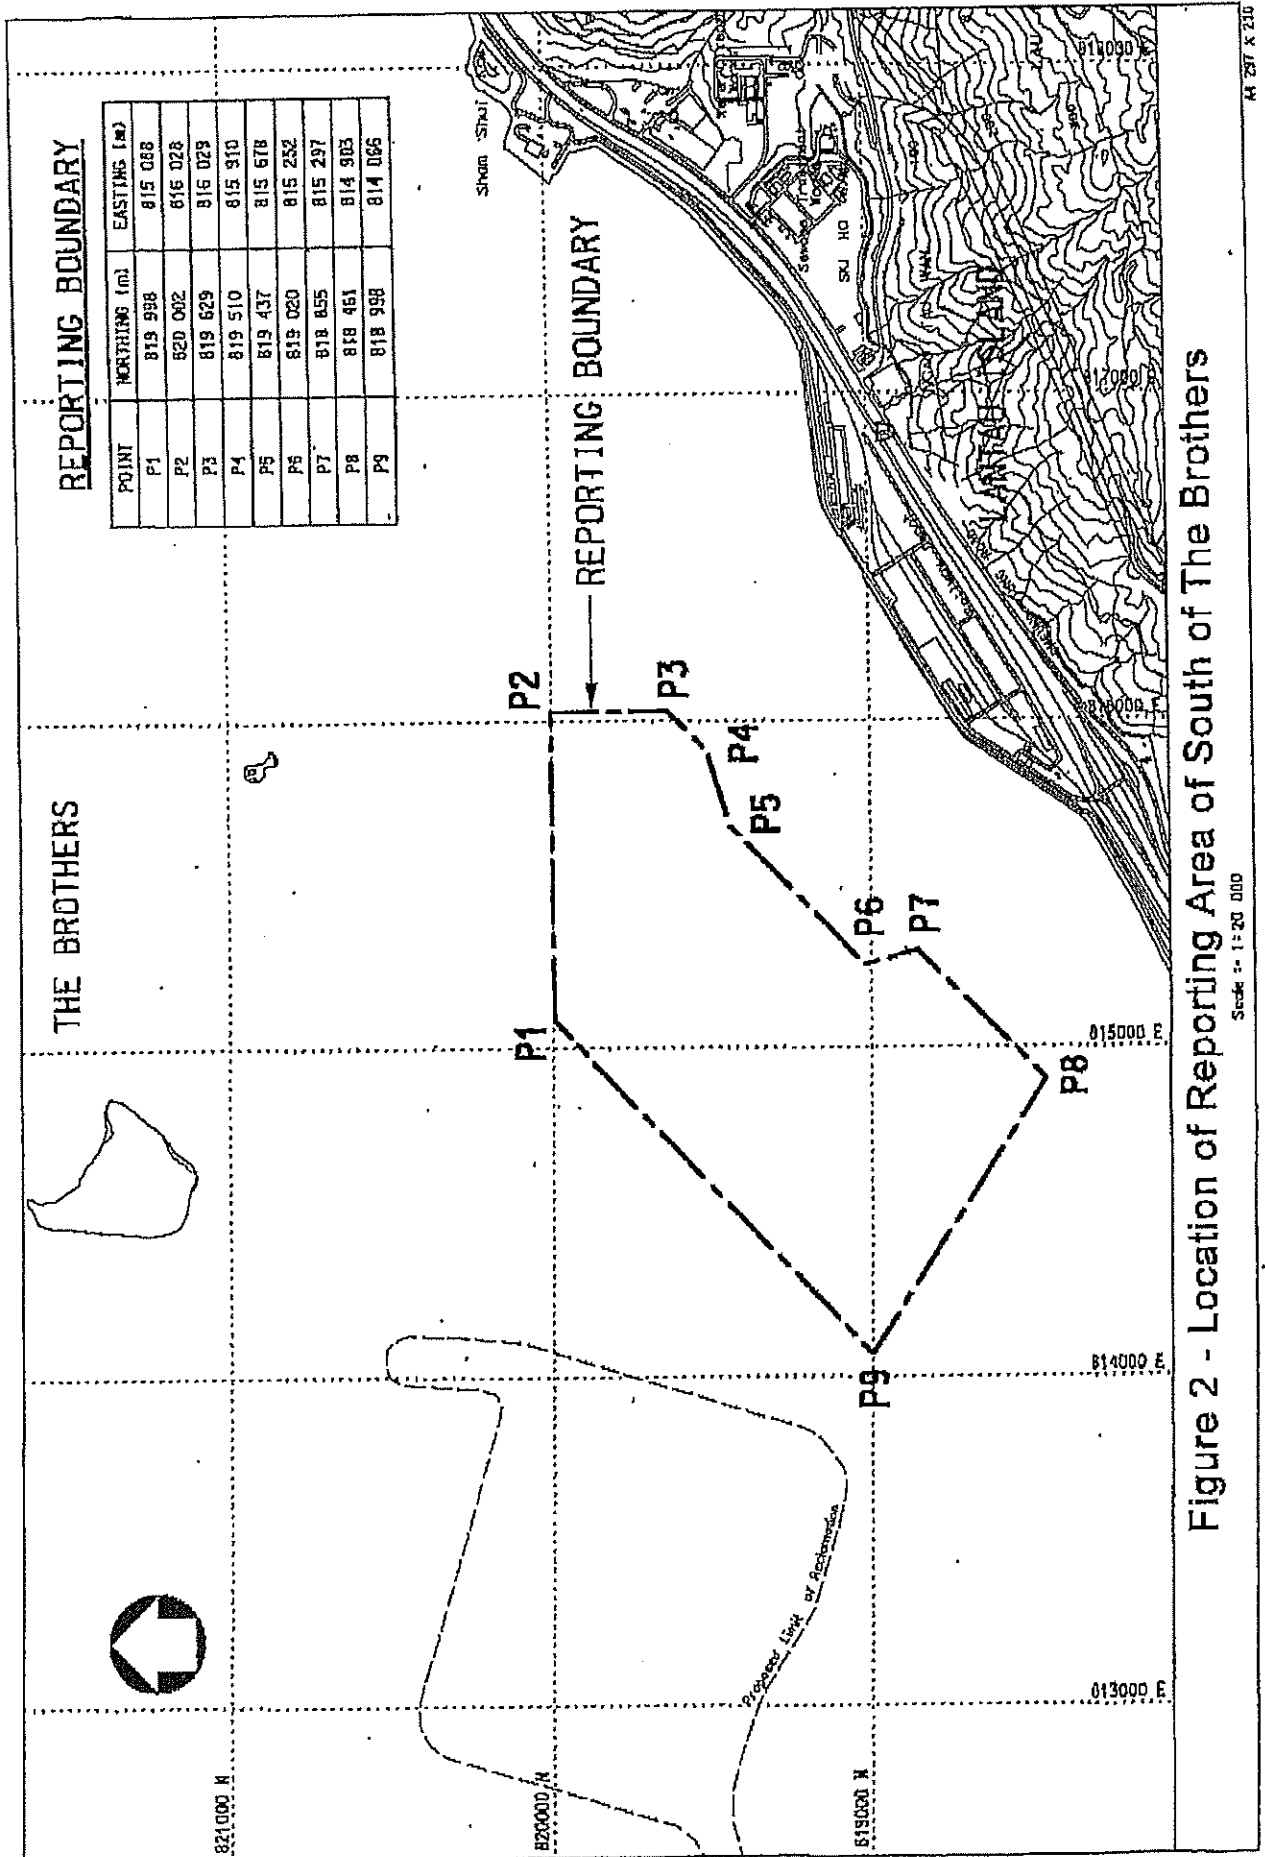 THE BROTHERS
REPORTING BOUNDARY
POINT NORTHING (m) EASTING (m)
P1 819 998 815 088
P2 820 002 816 028
P3 819 629 816 029
P4 819 510 815 910
P5 819 437 815 678
P6 819 020 815 252
P7 818 855 815 297
P8 818 461 814 903
P9 818 998 814 066
821000 N
820000 N
819000 N
813000 E
814000 E
815000 E
816000 E
817000 E
818000 E
P1
P2
P3
P4
P5
P6
P7
P8
P9
REPORTING BOUNDARY
Sham Shui
SIU HO WAN
LANTAU ISLAND
Proposed Limit of Reclamation
Figure 2 - Location of Reporting Area of South of The Brothers
Scale :- 1 : 20 000
A4 297 X 210